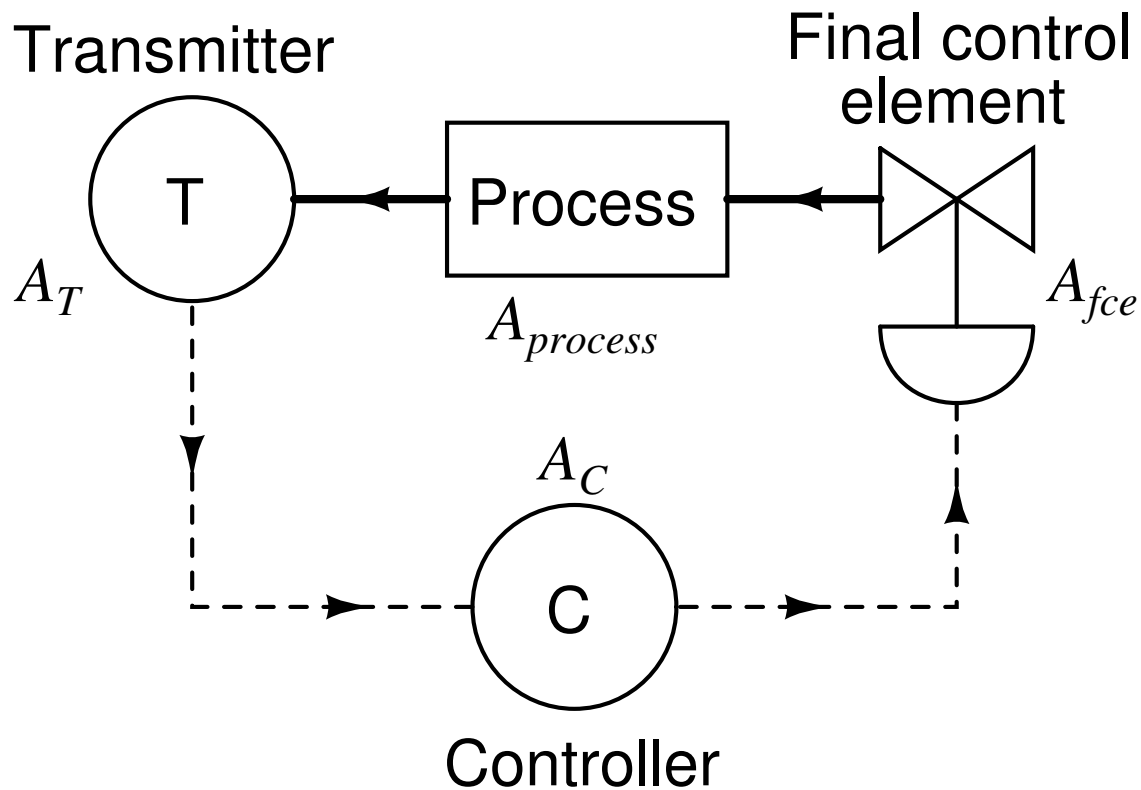 Transmitter
Final control
element
T
Process
A_T
A_process
A_fce
A_C
C
Controller